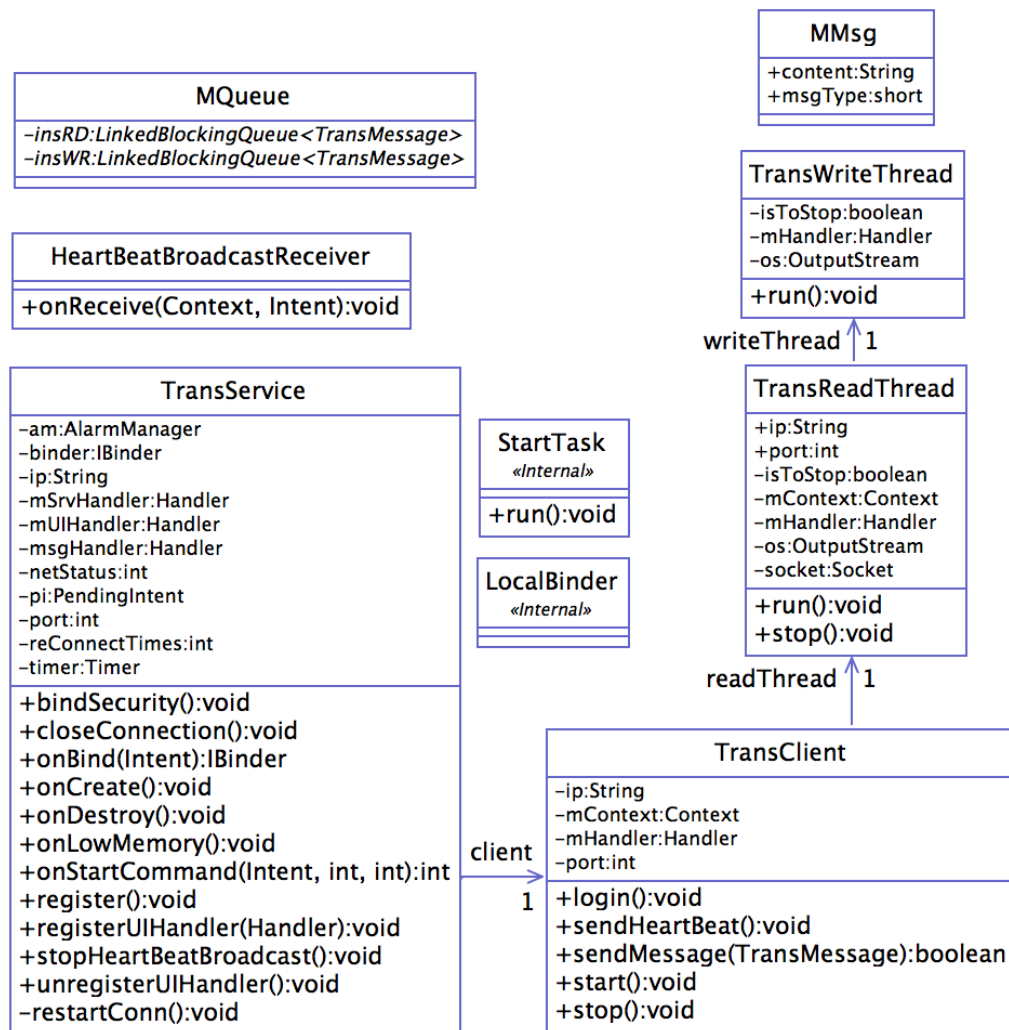 MMsg
+content:String
+msgType:short
MQueue
-insRD:LinkedBlockingQueue<TransMessage>
-insWR:LinkedBlockingQueue<TransMessage>
TransWriteThread
-isToStop:boolean
-mHandler:Handler
-os:OutputStream
+run():void
HeartBeatBroadcastReceiver
+onReceive(Context, Intent):void
writeThread 1
TransReadThread
+ip:String
+port:int
-isToStop:boolean
-mContext:Context
-mHandler:Handler
-os:OutputStream
-socket:Socket
+run():void
+stop():void
TransService
-am:AlarmManager
-binder:IBinder
-ip:String
-mSrvHandler:Handler
-mUIHandler:Handler
-msgHandler:Handler
-netStatus:int
-pi:PendingIntent
-port:int
-reConnectTimes:int
-timer:Timer
+bindSecurity():void
+closeConnection():void
+onBind(Intent):IBinder
+onCreate():void
+onDestroy():void
+onLowMemory():void
+onStartCommand(Intent, int, int):int
+register():void
+registerUIHandler(Handler):void
+stopHeartBeatBroadcast():void
+unregisterUIHandler():void
-restartConn():void
StartTask
«Internal»
+run():void
LocalBinder
«Internal»
readThread 1
client
1
TransClient
-ip:String
-mContext:Context
-mHandler:Handler
-port:int
+login():void
+sendHeartBeat():void
+sendMessage(TransMessage):boolean
+start():void
+stop():void